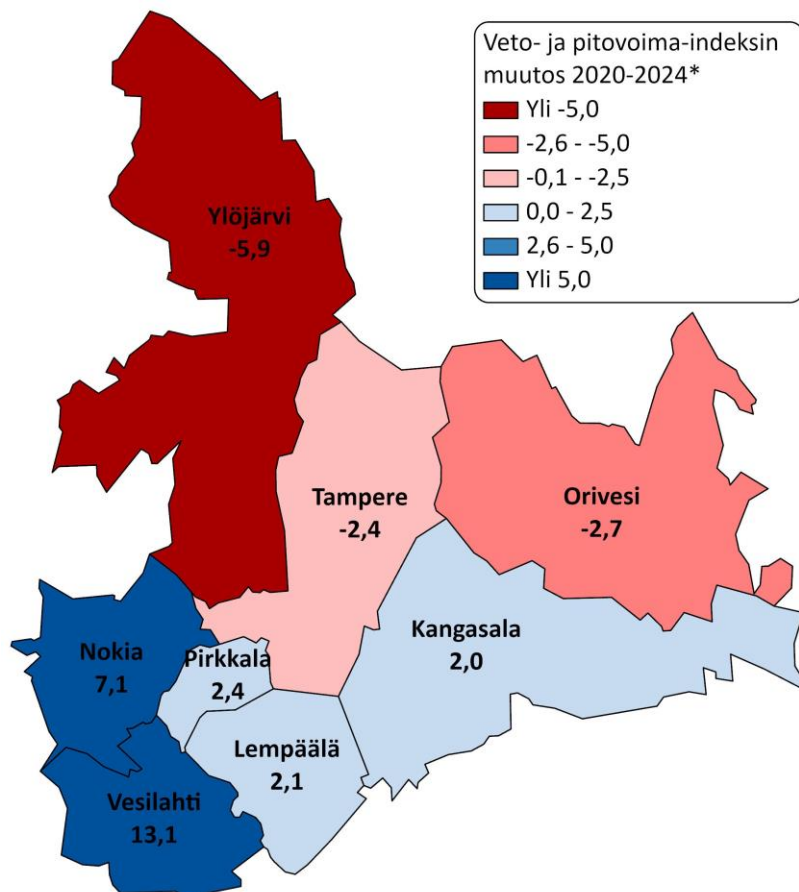 Veto- ja pitovoima-indeksin
muutos 2020-2024*
Yli -5,0
-2,6 - -5,0
-0,1 - -2,5
0,0 - 2,5
2,6 - 5,0
Yli 5,0
Ylöjärvi
-5,9
Tampere
-2,4
Orivesi
-2,7
Kangasala
2,0
Nokia
7,1
Pirkkala
2,4
Lempäälä
2,1
Vesilahti
13,1